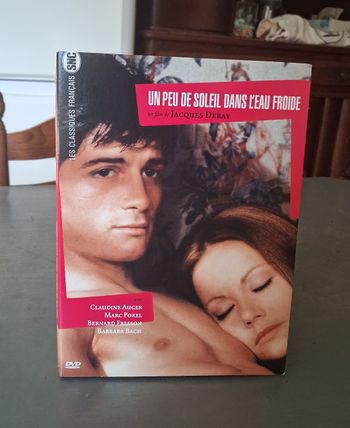 LES CLASSIQUES FRANÇAIS SNC
UN PEU DE SOLEIL DANS L'EAU FROIDE
un film de JACQUES DERAY
avec
CLAUDINE AUGER
MARC POREL
BERNARD FRESSON
BARBARA BACH
DVD